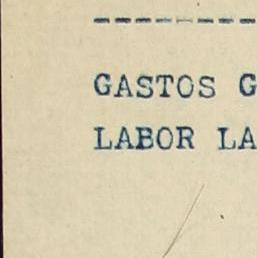 --------
GASTOS G
LABOR LA